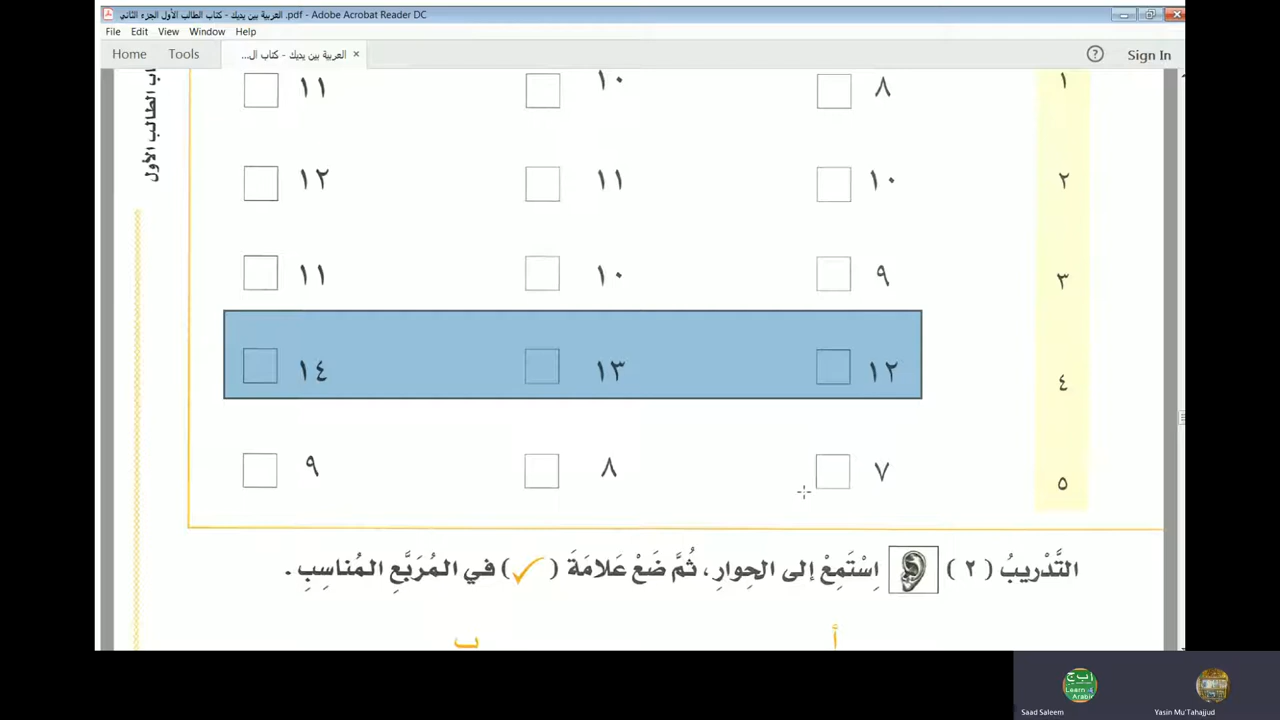 العربية بين يديك - كتاب الطالب الأول الجزء الثاني .pdf - Adobe Acrobat Reader DC
File Edit View Window Help
Home Tools العربية بين يديك - كتاب ال... × Sign In
١ ٨ ١٠ ١١
٢ ١٠ ١١ ١٢
٣ ٩ ١٠ ١١
٤ ١٢ ١٣ ١٤
٥ ٧ ٨ ٩
التَّدْريبُ ( ٢ ) اِسْتَمِعْ إلى الحِوارِ، ثُمَّ ضَعْ عَلامَةَ (✓) في المُرَبَّعِ المُناسِبِ .
أ ب
الطالب الأول
أ ب ج
Learn Arabic
Saad Saleem
Yasin Mu`Tahajjud